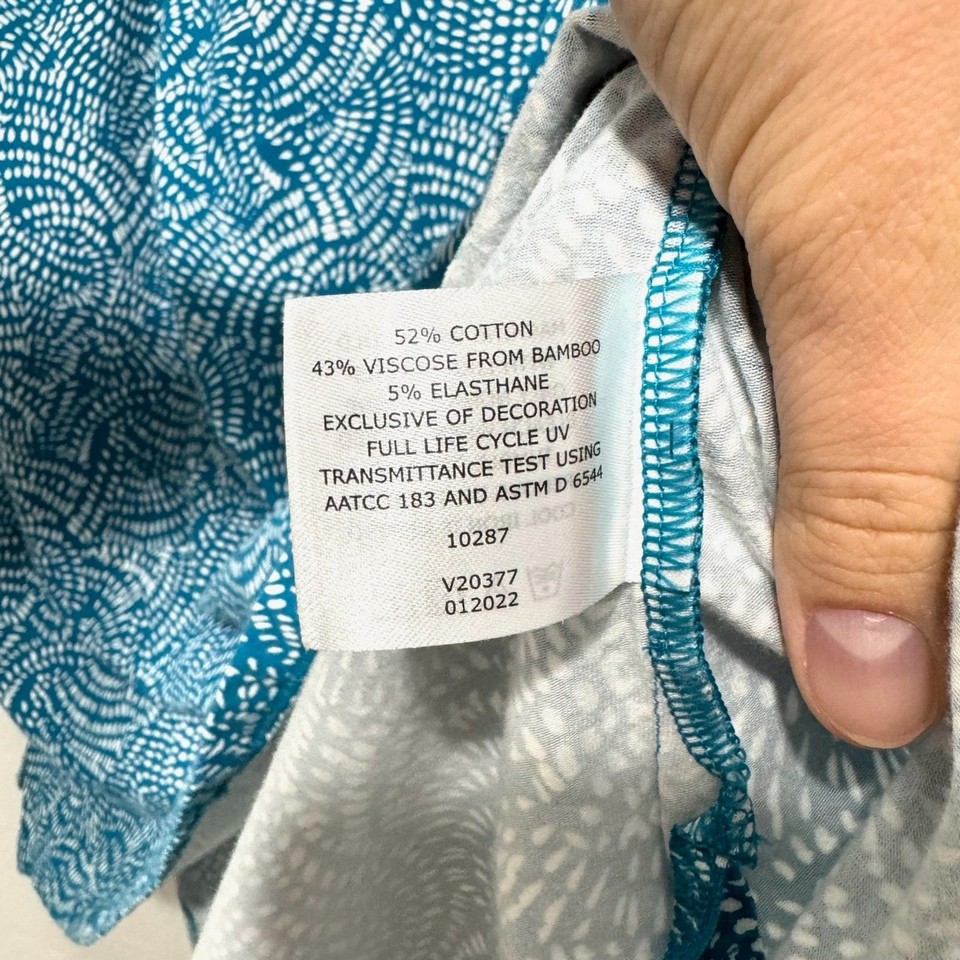 52% COTTON
43% VISCOSE FROM BAMBOO
5% ELASTHANE
EXCLUSIVE OF DECORATION
FULL LIFE CYCLE UV
TRANSMITTANCE TEST USING
AATCC 183 AND ASTM D 6544
10287
V20377
012022